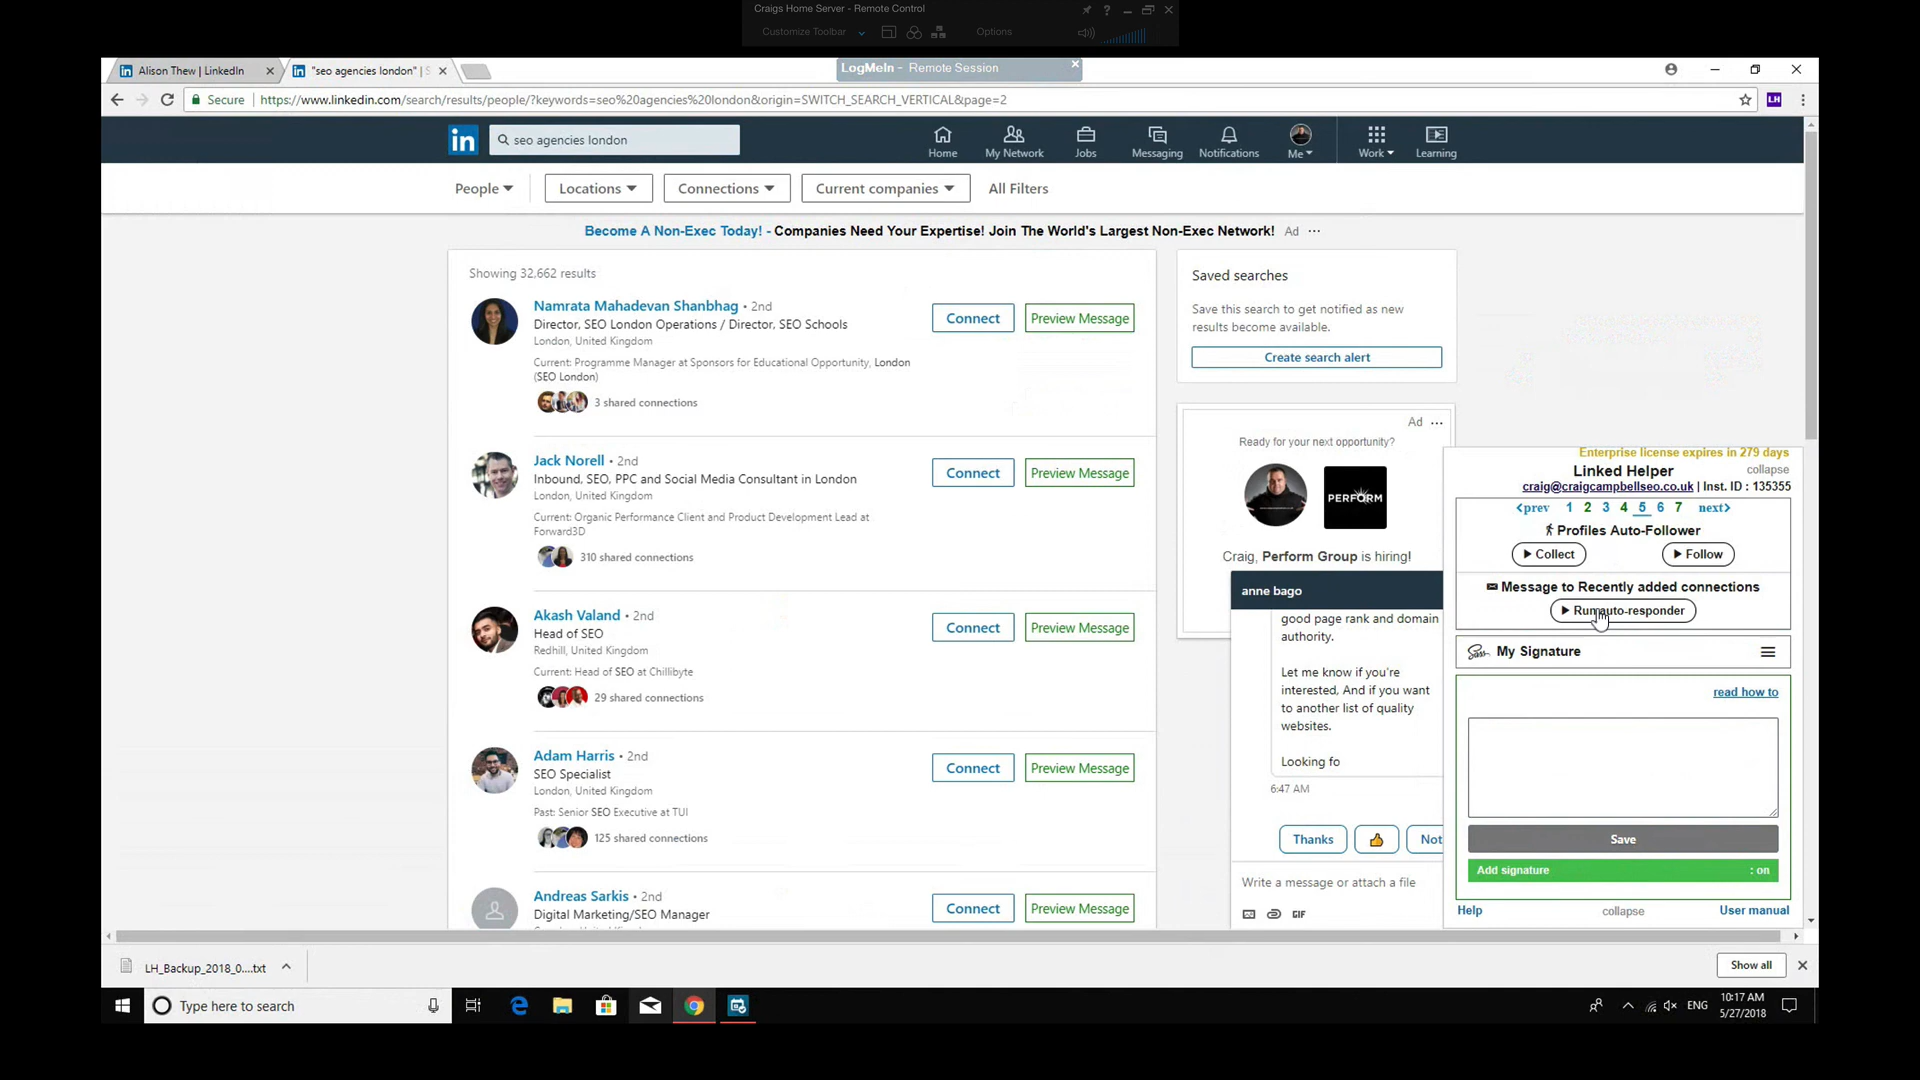 Craigs Home Server - Remote Control
Customize Toolbar
Options
Alison Thew | LinkedIn
"seo agencies london" | S
LogMeIn - Remote Session
Secure
https://www.linkedin.com/search/results/people/?keywords=seo%20agencies%20london&origin=SWITCH_SEARCH_VERTICAL&page=2
LH
in
seo agencies london
Home
My Network
Jobs
Messaging
Notifications
Me
Work
Learning
People
Locations
Connections
Current companies
All Filters
Become A Non-Exec Today! - Companies Need Your Expertise! Join The World's Largest Non-Exec Network! Ad ···
Showing 32,662 results
Namrata Mahadevan Shanbhag • 2nd
Director, SEO London Operations / Director, SEO Schools
London, United Kingdom
Current: Programme Manager at Sponsors for Educational Opportunity, London
(SEO London)
3 shared connections
Connect
Preview Message
Jack Norell • 2nd
Inbound, SEO, PPC and Social Media Consultant in London
London, United Kingdom
Current: Organic Performance Client and Product Development Lead at
Forward3D
310 shared connections
Connect
Preview Message
Akash Valand • 2nd
Head of SEO
Redhill, United Kingdom
Current: Head of SEO at Chillibyte
29 shared connections
Connect
Preview Message
Adam Harris • 2nd
SEO Specialist
London, United Kingdom
Past: Senior SEO Executive at TUI
125 shared connections
Connect
Preview Message
Andreas Sarkis • 2nd
Digital Marketing/SEO Manager
Connect
Preview Message
Saved searches
Save this search to get notified as new
results become available.
Create search alert
Ad ···
Ready for your next opportunity?
PERFORM
Craig, Perform Group is hiring!
anne bago
good page rank and domain
authority.
Let me know if you're
interested, And if you want
to another list of quality
websites.
Looking fo
6:47 AM
Thanks
Not
Write a message or attach a file
GIF
Enterprise license expires in 279 days
Linked Helper
collapse
craig@craigcampbellseo.co.uk | Inst. ID : 135355
<prev 1 2 3 4 5 6 7 next>
Profiles Auto-Follower
Collect
Follow
Message to Recently added connections
Run auto-responder
My Signature
read how to
Save
Add signature : on
Help
collapse
User manual
LH_Backup_2018_0....txt
Show all
Type here to search
ENG
10:17 AM
5/27/2018